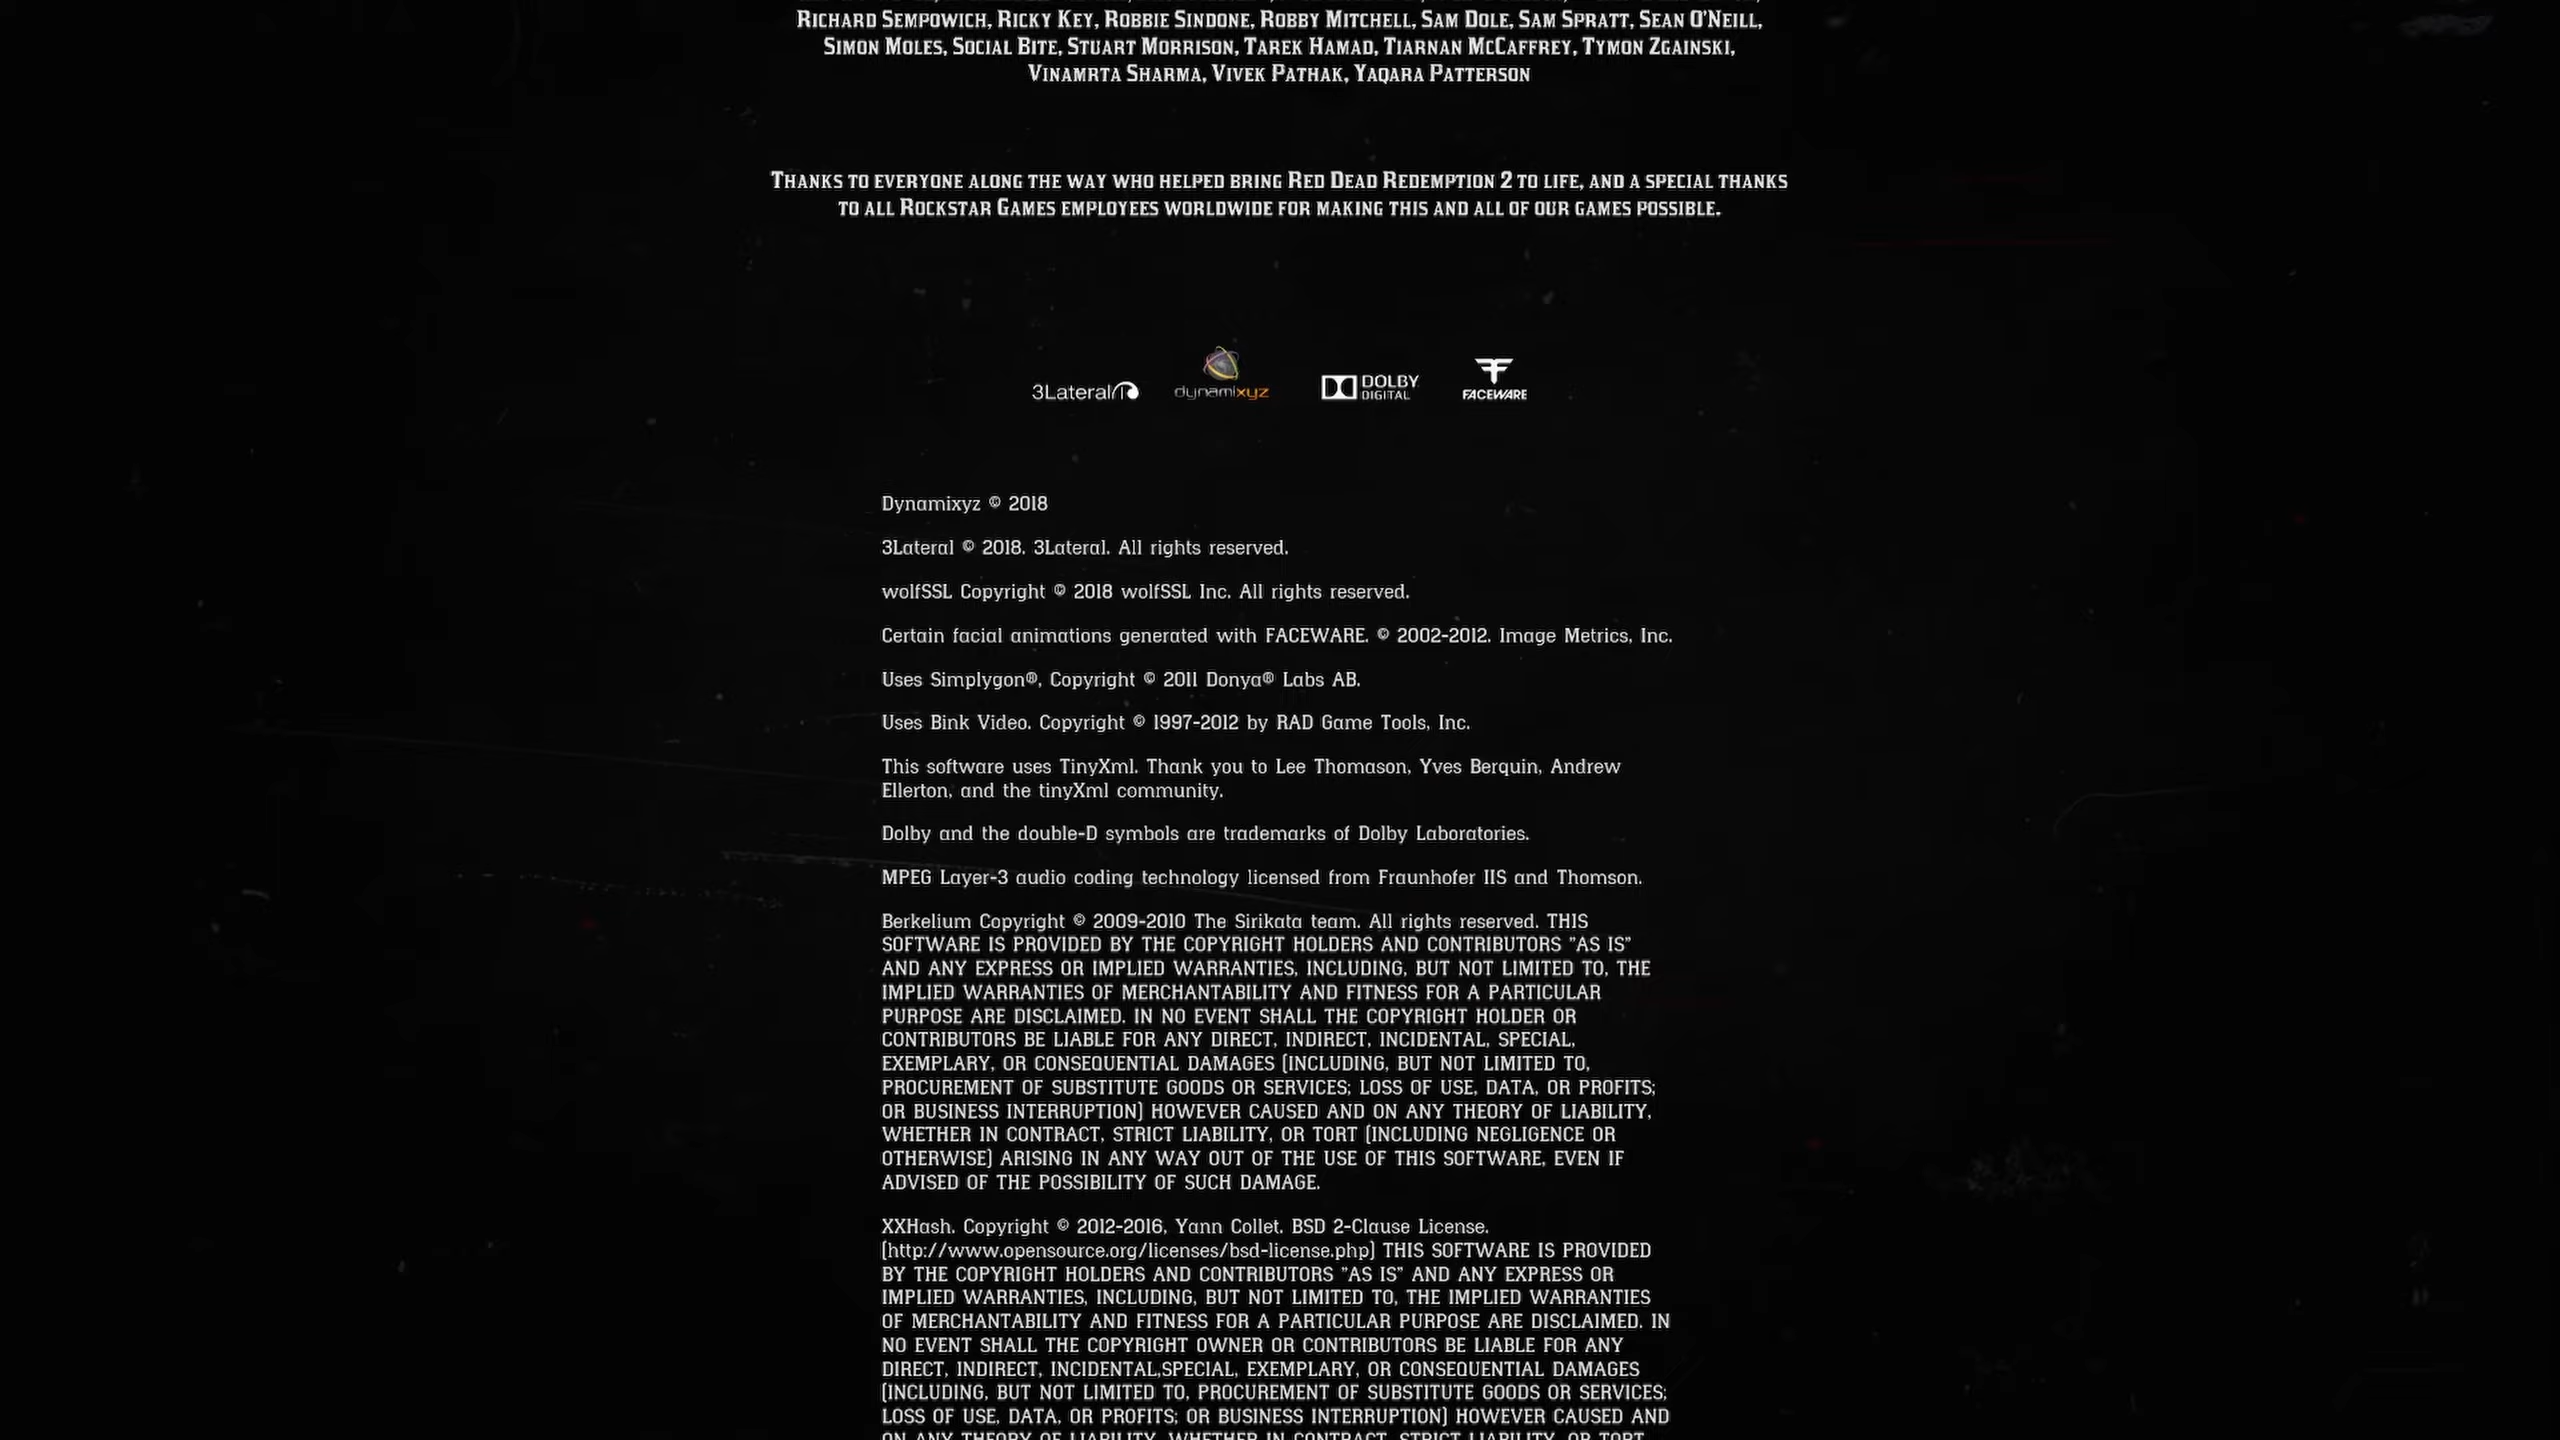 RICHARD SEMPOWICH, RICKY KEY, ROBBIE SINDONE, ROBBY MITCHELL, SAM DOLE, SAM SPRATT, SEAN O'NEILL,
SIMON MOLES, SOCIAL BITE, STUART MORRISON, TAREK HAMAD, TIARNAN MCCAFFREY, TYMON ZGAINSKI,
VINAMRTA SHARMA, VIVEK PATHAK, YAQARA PATTERSON
THANKS TO EVERYONE ALONG THE WAY WHO HELPED BRING RED DEAD REDEMPTION 2 TO LIFE, AND A SPECIAL THANKS
TO ALL ROCKSTAR GAMES EMPLOYEES WORLDWIDE FOR MAKING THIS AND ALL OF OUR GAMES POSSIBLE.
3Lateral dynamixyz DOLBY DIGITAL FACEWARE
Dynamixyz © 2018
3Lateral © 2018. 3Lateral. All rights reserved.
wolfSSL Copyright © 2018 wolfSSL Inc. All rights reserved.
Certain facial animations generated with FACEWARE. © 2002-2012. Image Metrics, Inc.
Uses Simplygon®, Copyright © 2011 Donya® Labs AB.
Uses Bink Video. Copyright © 1997-2012 by RAD Game Tools, Inc.
This software uses TinyXml. Thank you to Lee Thomason, Yves Berquin, Andrew
Ellerton, and the tinyXml community.
Dolby and the double-D symbols are trademarks of Dolby Laboratories.
MPEG Layer-3 audio coding technology licensed from Fraunhofer IIS and Thomson.
Berkelium Copyright © 2009-2010 The Sirikata team. All rights reserved. THIS
SOFTWARE IS PROVIDED BY THE COPYRIGHT HOLDERS AND CONTRIBUTORS "AS IS"
AND ANY EXPRESS OR IMPLIED WARRANTIES, INCLUDING, BUT NOT LIMITED TO, THE
IMPLIED WARRANTIES OF MERCHANTABILITY AND FITNESS FOR A PARTICULAR
PURPOSE ARE DISCLAIMED. IN NO EVENT SHALL THE COPYRIGHT HOLDER OR
CONTRIBUTORS BE LIABLE FOR ANY DIRECT, INDIRECT, INCIDENTAL, SPECIAL,
EXEMPLARY, OR CONSEQUENTIAL DAMAGES (INCLUDING, BUT NOT LIMITED TO,
PROCUREMENT OF SUBSTITUTE GOODS OR SERVICES; LOSS OF USE, DATA, OR PROFITS;
OR BUSINESS INTERRUPTION) HOWEVER CAUSED AND ON ANY THEORY OF LIABILITY,
WHETHER IN CONTRACT, STRICT LIABILITY, OR TORT (INCLUDING NEGLIGENCE OR
OTHERWISE) ARISING IN ANY WAY OUT OF THE USE OF THIS SOFTWARE, EVEN IF
ADVISED OF THE POSSIBILITY OF SUCH DAMAGE.
XXHash. Copyright © 2012-2016, Yann Collet. BSD 2-Clause License.
(http://www.opensource.org/licenses/bsd-license.php) THIS SOFTWARE IS PROVIDED
BY THE COPYRIGHT HOLDERS AND CONTRIBUTORS "AS IS" AND ANY EXPRESS OR
IMPLIED WARRANTIES, INCLUDING, BUT NOT LIMITED TO, THE IMPLIED WARRANTIES
OF MERCHANTABILITY AND FITNESS FOR A PARTICULAR PURPOSE ARE DISCLAIMED. IN
NO EVENT SHALL THE COPYRIGHT OWNER OR CONTRIBUTORS BE LIABLE FOR ANY
DIRECT, INDIRECT, INCIDENTAL,SPECIAL, EXEMPLARY, OR CONSEQUENTIAL DAMAGES
(INCLUDING, BUT NOT LIMITED TO, PROCUREMENT OF SUBSTITUTE GOODS OR SERVICES;
LOSS OF USE, DATA, OR PROFITS; OR BUSINESS INTERRUPTION) HOWEVER CAUSED AND
ON ANY THEORY OF LIABILITY, WHETHER IN CONTRACT, STRICT LIABILITY, OR TORT